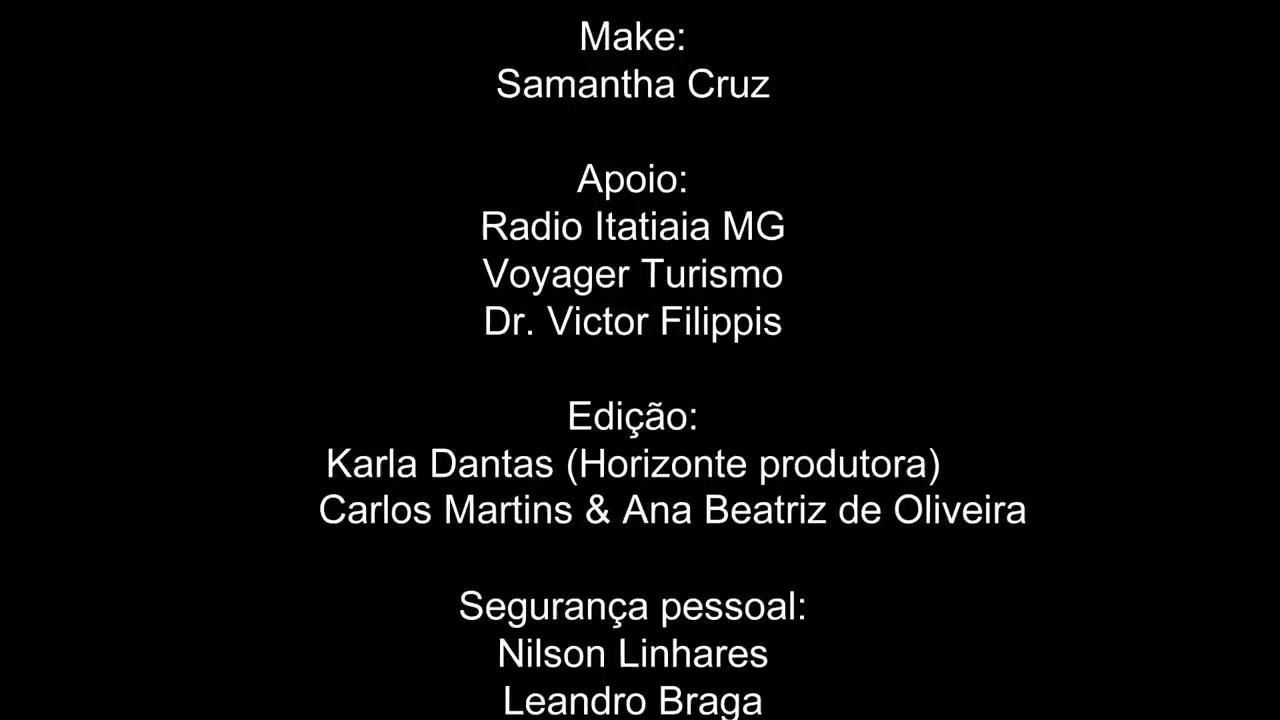 Make:
Samantha Cruz
Apoio:
Radio Itatiaia MG
Voyager Turismo
Dr. Victor Filippis
Edição:
Karla Dantas (Horizonte produtora)
Carlos Martins & Ana Beatriz de Oliveira
Segurança pessoal:
Nilson Linhares
Leandro Braga